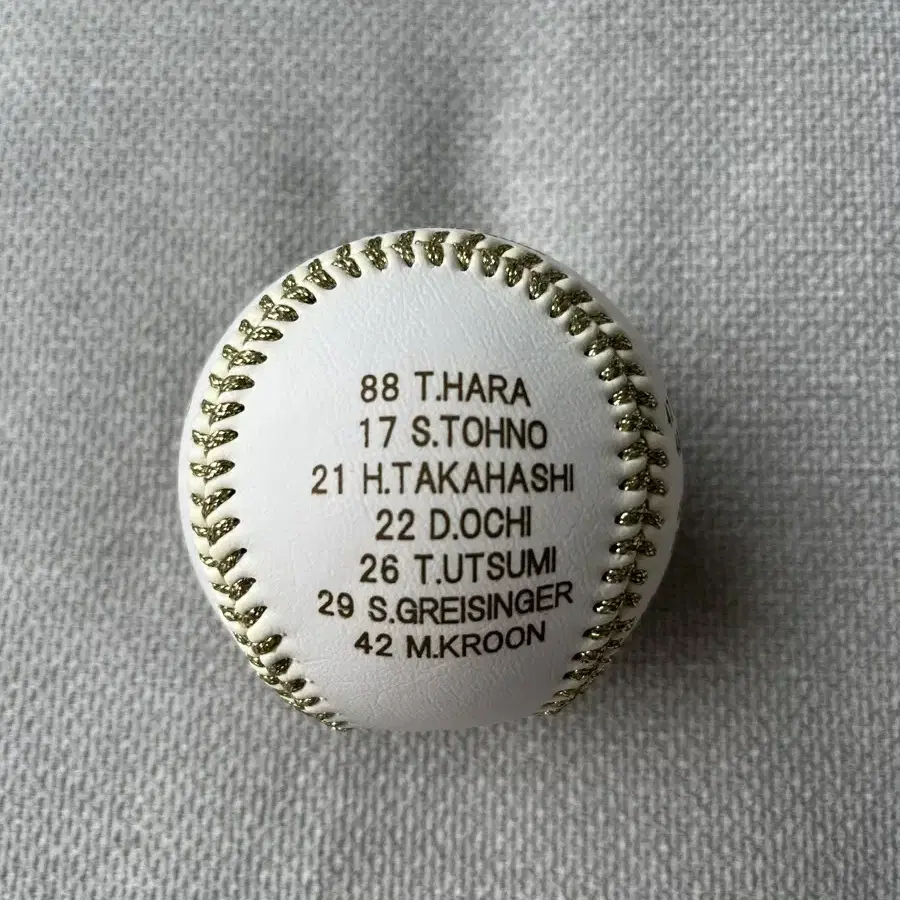 88 T.HARA
17 S.TOHNO
21 H.TAKAHASHI
22 D.OCHI
26 T.UTSUMI
29 S.GREISINGER
42 M.KROON